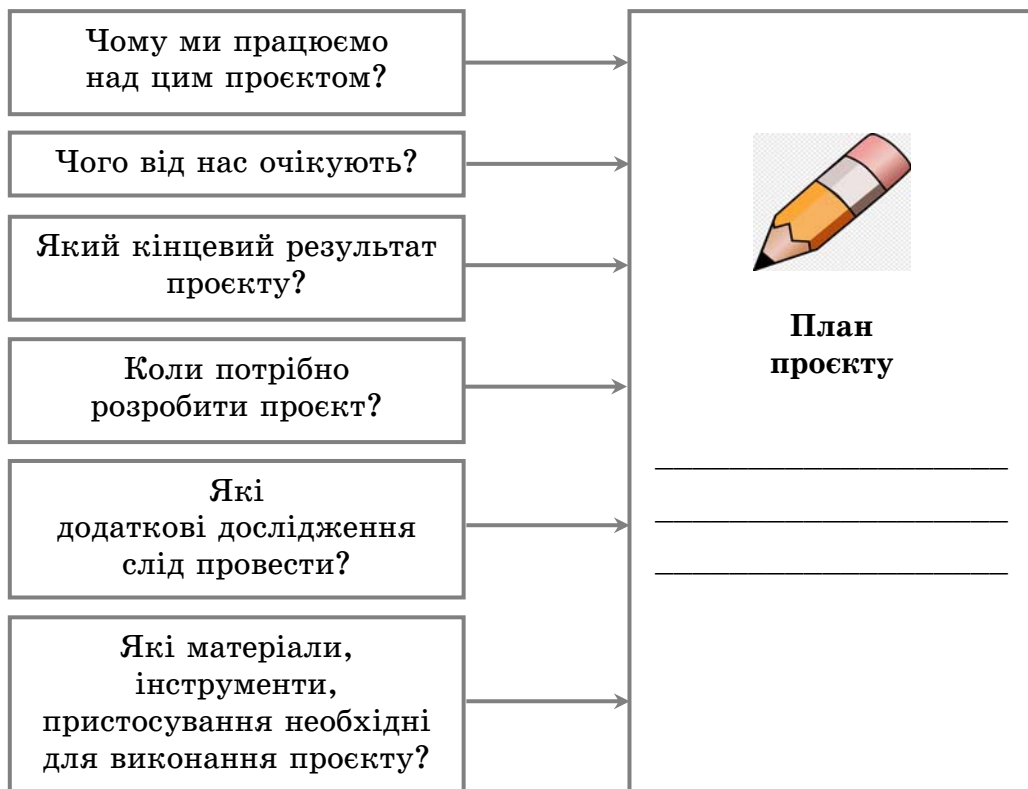 Чому ми працюємо
над цим проєктом?
Чого від нас очікують?
Який кінцевий результат
проєкту?
Коли потрібно
розробити проєкт?
Які
додаткові дослідження
слід провести?
Які матеріали,
інструменти,
пристосування необхідні
для виконання проєкту?
План
проєкту